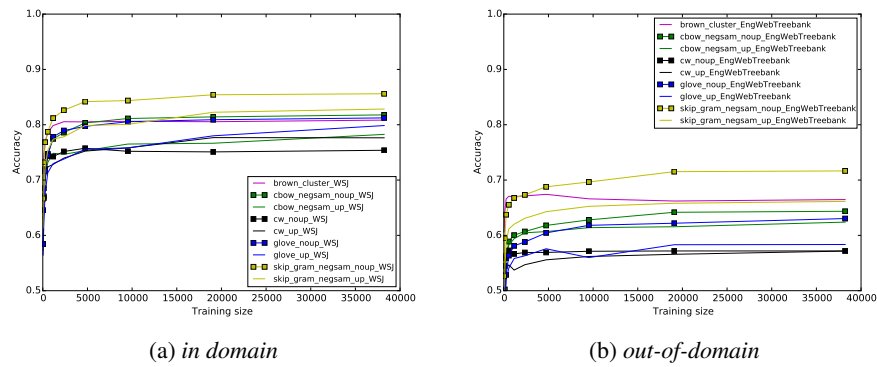 1.0
0.9
0.8
0.7
0.6
0.5
Accuracy
0
5000
10000
15000
20000
25000
30000
35000
40000
Training size
brown_cluster_WSJ
cbow_negsam_noup_WSJ
cbow_negsam_up_WSJ
cw_noup_WSJ
cw_up_WSJ
glove_noup_WSJ
glove_up_WSJ
skip_gram_negsam_noup_WSJ
skip_gram_negsam_up_WSJ
(a) in domain
1.0
0.9
0.8
0.7
0.6
0.5
Accuracy
0
5000
10000
15000
20000
25000
30000
35000
40000
Training size
brown_cluster_EngWebTreebank
cbow_negsam_noup_EngWebTreebank
cbow_negsam_up_EngWebTreebank
cw_noup_EngWebTreebank
cw_up_EngWebTreebank
glove_noup_EngWebTreebank
glove_up_EngWebTreebank
skip_gram_negsam_noup_EngWebTreebank
skip_gram_negsam_up_EngWebTreebank
(b) out-of-domain